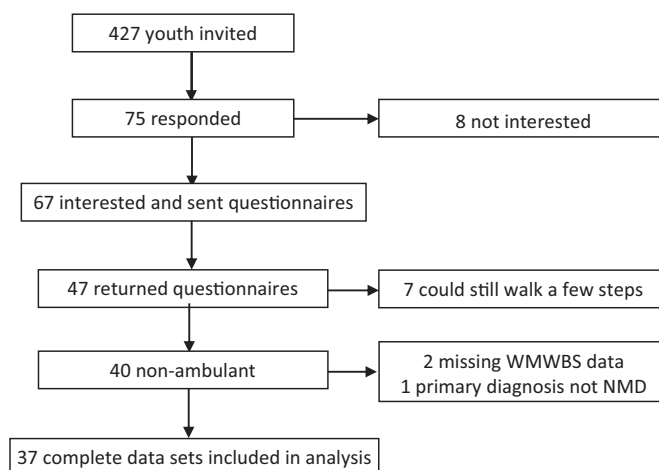 427 youth invited
75 responded
8 not interested
67 interested and sent questionnaires
47 returned questionnaires
7 could still walk a few steps
40 non-ambulant
2 missing WMWBS data
1 primary diagnosis not NMD
37 complete data sets included in analysis